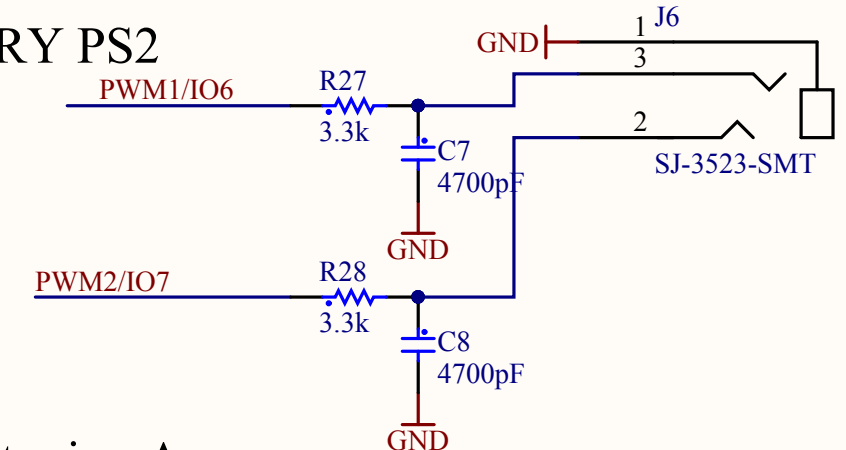 RY PS2
GND
1
J6
3
PWM1/IO6
R27
3.3k
C7
4700pF
GND
2
SJ-3523-SMT
PWM2/IO7
R28
3.3k
C8
4700pF
GND